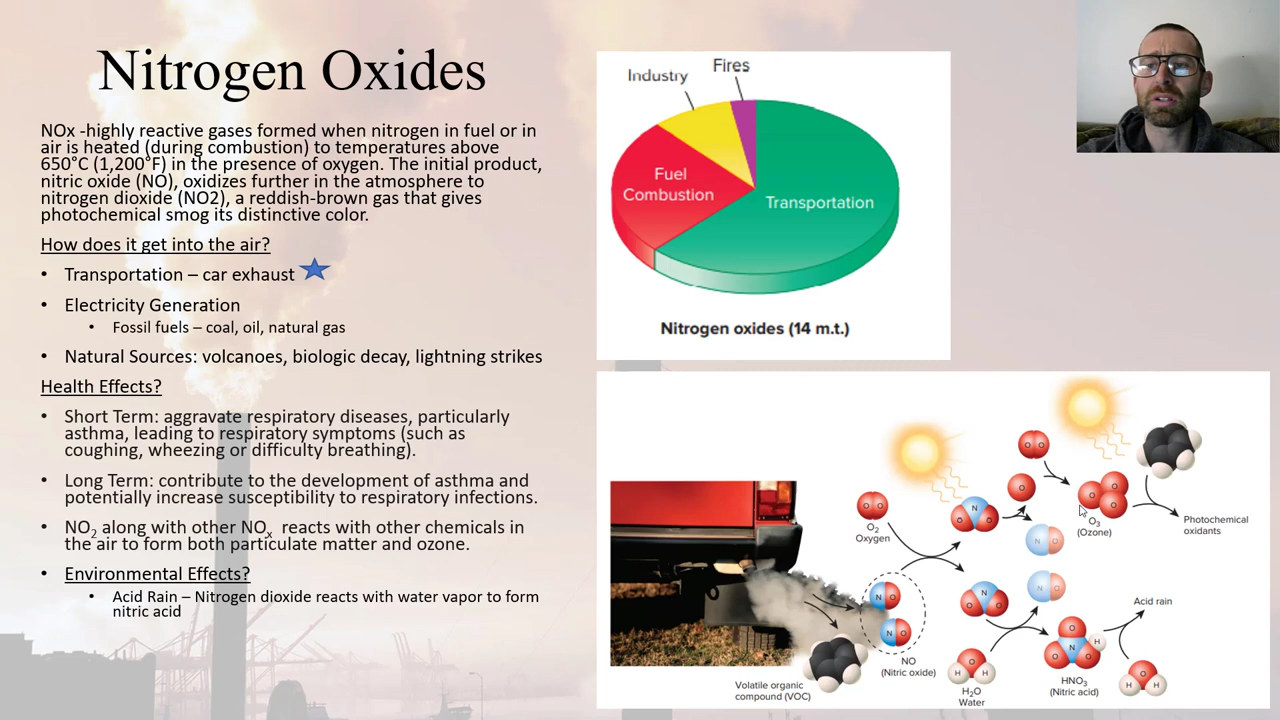 Nitrogen Oxides
NOx -highly reactive gases formed when nitrogen in fuel or in
air is heated (during combustion) to temperatures above
650°C (1,200°F) in the presence of oxygen. The initial product,
nitric oxide (NO), oxidizes further in the atmosphere to
nitrogen dioxide (NO2), a reddish-brown gas that gives
photochemical smog its distinctive color.
How does it get into the air?
• Transportation – car exhaust
• Electricity Generation
• Fossil fuels – coal, oil, natural gas
• Natural Sources: volcanoes, biologic decay, lightning strikes
Health Effects?
• Short Term: aggravate respiratory diseases, particularly
asthma, leading to respiratory symptoms (such as
coughing, wheezing or difficulty breathing).
• Long Term: contribute to the development of asthma and
potentially increase susceptibility to respiratory infections.
• NO₂ along with other NOₓ reacts with other chemicals in
the air to form both particulate matter and ozone.
• Environmental Effects?
• Acid Rain – Nitrogen dioxide reacts with water vapor to form
nitric acid
Industry
Fires
Fuel
Combustion
Transportation
Nitrogen oxides (14 m.t.)
O₂
Oxygen
N
O
O
O
O
O
O
O
O
O
O₃
(Ozone)
N
O
Photochemical
oxidants
N
O
N
O
NO
(Nitric oxide)
N
O
O
N
O
O
H
H
H₂O
Water
O
N
O
O
H
HNO₃
(Nitric acid)
Acid rain
O
H
H
Volatile organic
compound (VOC)